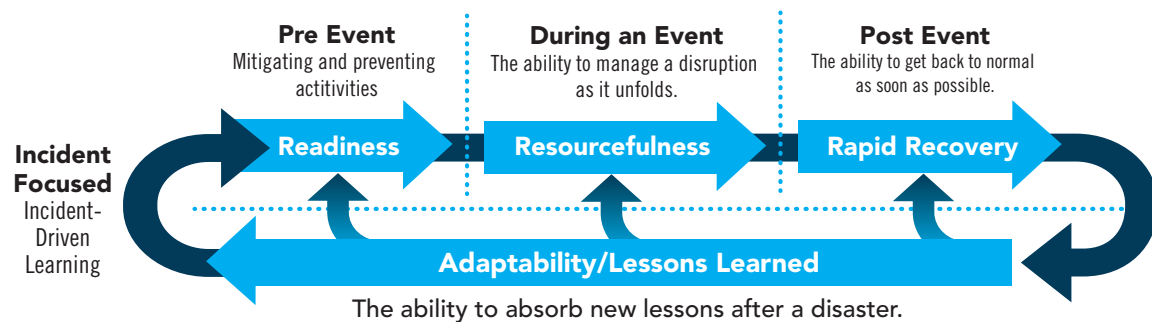 Pre Event
Mitigating and preventing
actitivities
During an Event
The ability to manage a disruption
as it unfolds.
Post Event
The ability to get back to normal
as soon as possible.
Readiness
Resourcefulness
Rapid Recovery
Incident
Focused
Incident-
Driven
Learning
Adaptability/Lessons Learned
The ability to absorb new lessons after a disaster.